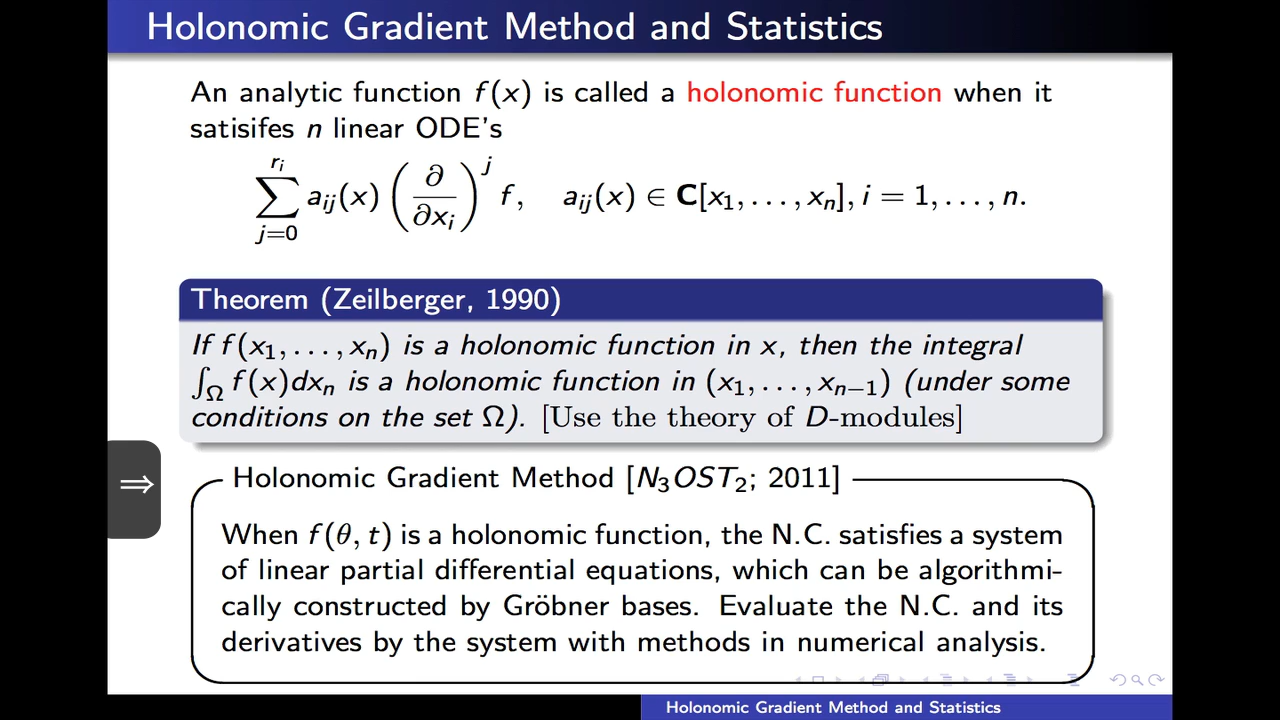 Holonomic Gradient Method and Statistics
An analytic function f(x) is called a holonomic function when it
satisifes n linear ODE's
∑_{j=0}^{r_i} a_{ij}(x) (∂/∂x_i)^j f, a_{ij}(x) ∈ C[x_1, . . . , x_n], i = 1, . . . , n.
Theorem (Zeilberger, 1990)
If f(x_1, . . . , x_n) is a holonomic function in x, then the integral
∫_Ω f(x)dx_n is a holonomic function in (x_1, . . . , x_{n−1}) (under some
conditions on the set Ω). [Use the theory of D-modules]
⇒
Holonomic Gradient Method [N_3OST_2; 2011]
When f(θ, t) is a holonomic function, the N.C. satisfies a system
of linear partial differential equations, which can be algorithmi-
cally constructed by Gröbner bases. Evaluate the N.C. and its
derivatives by the system with methods in numerical analysis.
Holonomic Gradient Method and Statistics